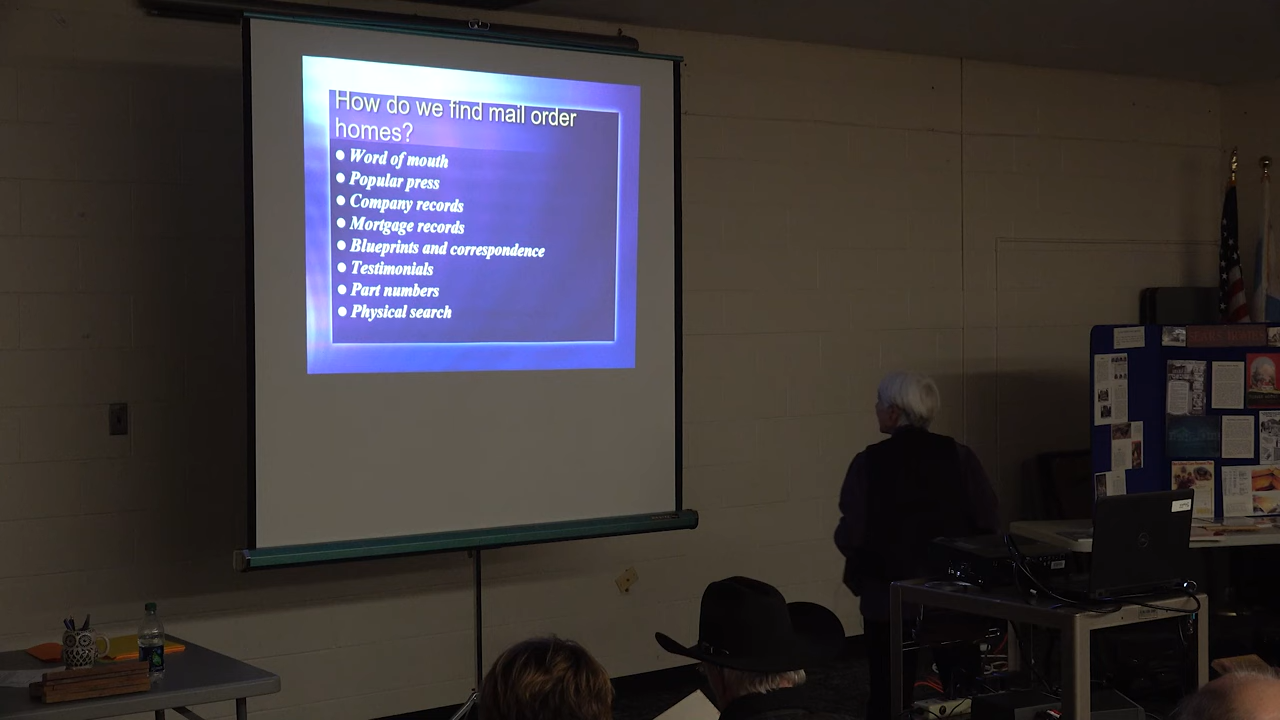 How do we find mail order
homes?
Word of mouth
Popular press
Company records
Mortgage records
Blueprints and correspondence
Testimonials
Part numbers
Physical search